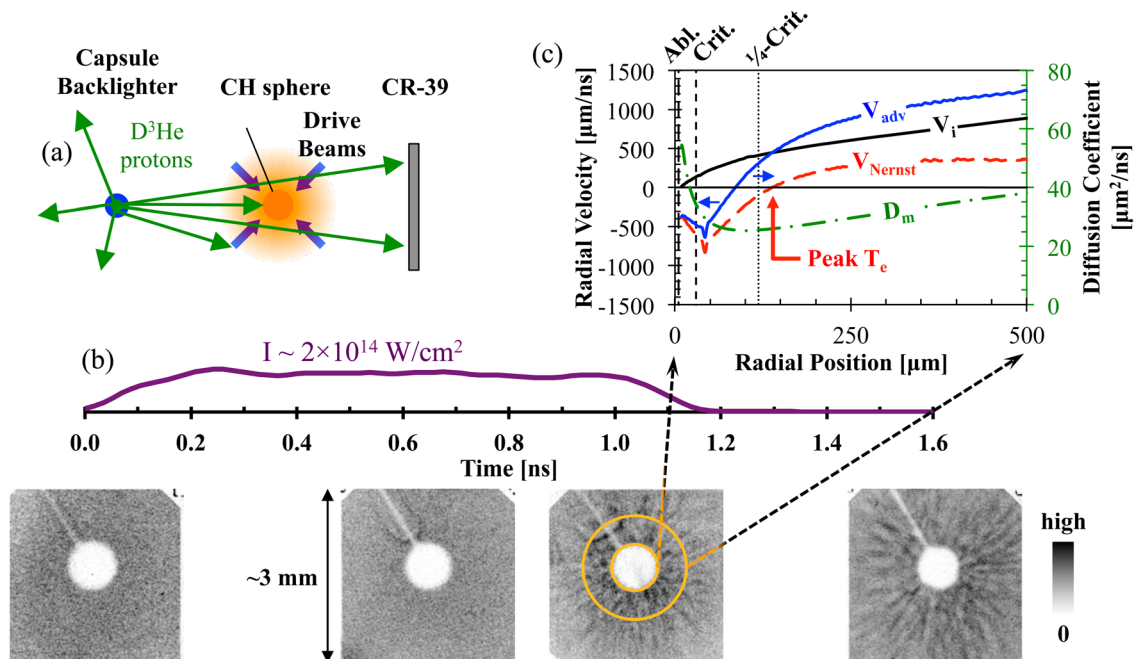 Capsule
Backlighter
CH sphere
CR-39
D³He
protons
Drive
Beams
(a)
(c)
Abl.
Crit.
¼-Crit.
1500
1000
500
0
-500
-1000
-1500
Radial Velocity [µm/ns]
V_adv
V_i
V_Nernst
D_m
Peak T_e
80
60
40
20
0
Diffusion Coefficient
[µm²/ns]
0
250
500
Radial Position [µm]
(b)
I ~ 2×10¹⁴ W/cm²
0.0
0.2
0.4
0.6
0.8
1.0
1.2
1.4
1.6
Time [ns]
~3 mm
high
0